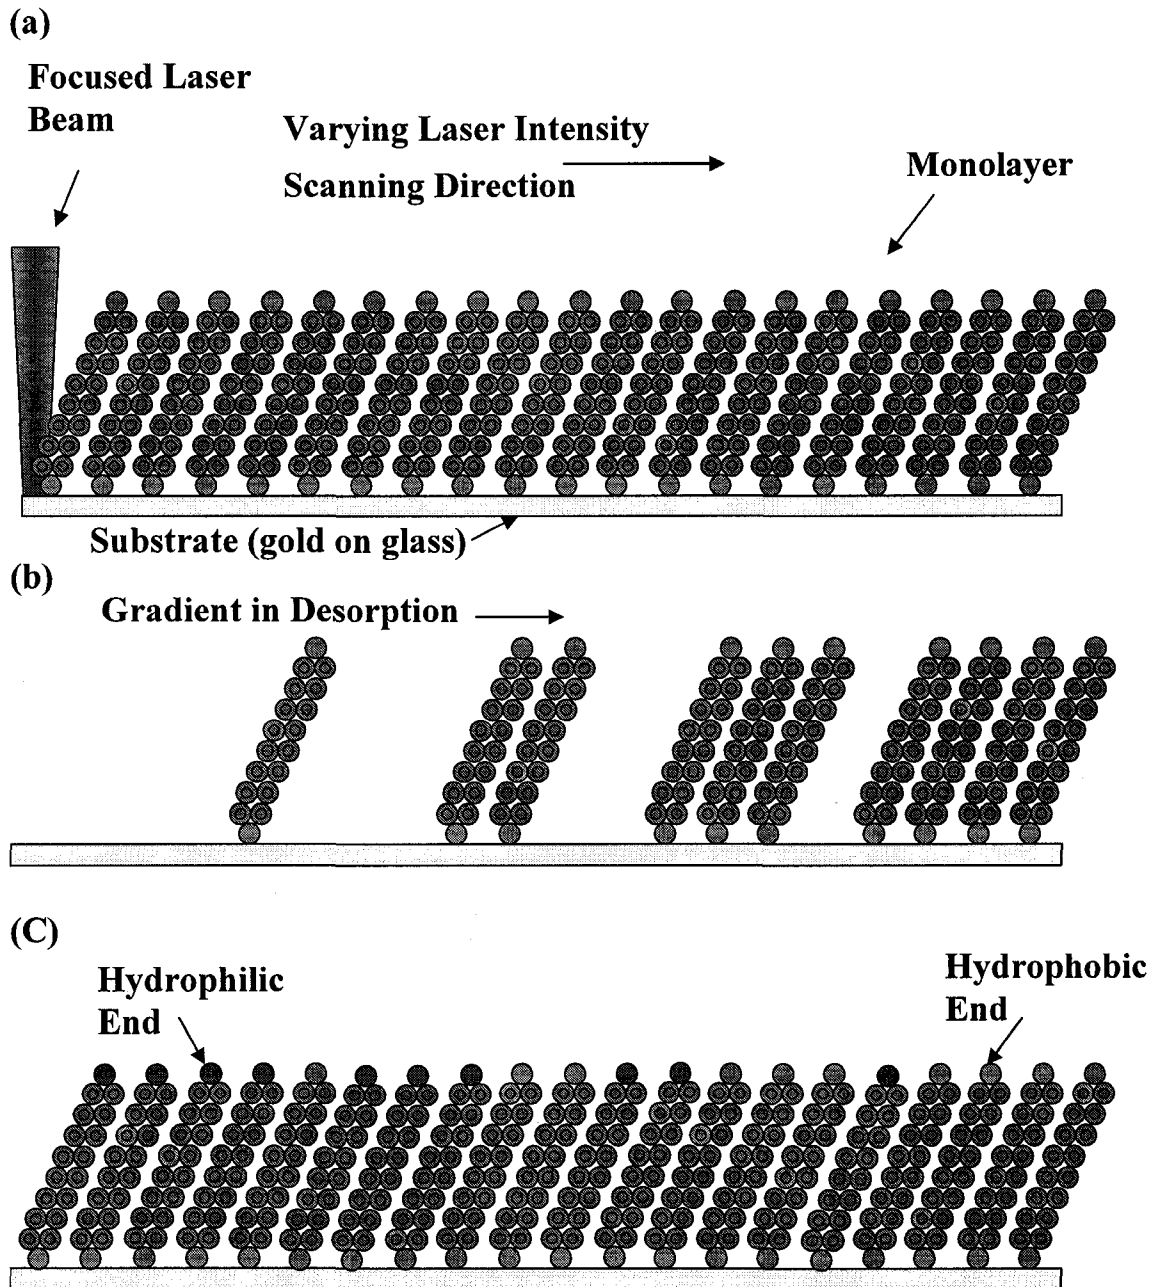 (a)
Focused Laser
Beam
Varying Laser Intensity
Scanning Direction
Monolayer
Substrate (gold on glass)
(b)
Gradient in Desorption
(C)
Hydrophilic
End
Hydrophobic
End